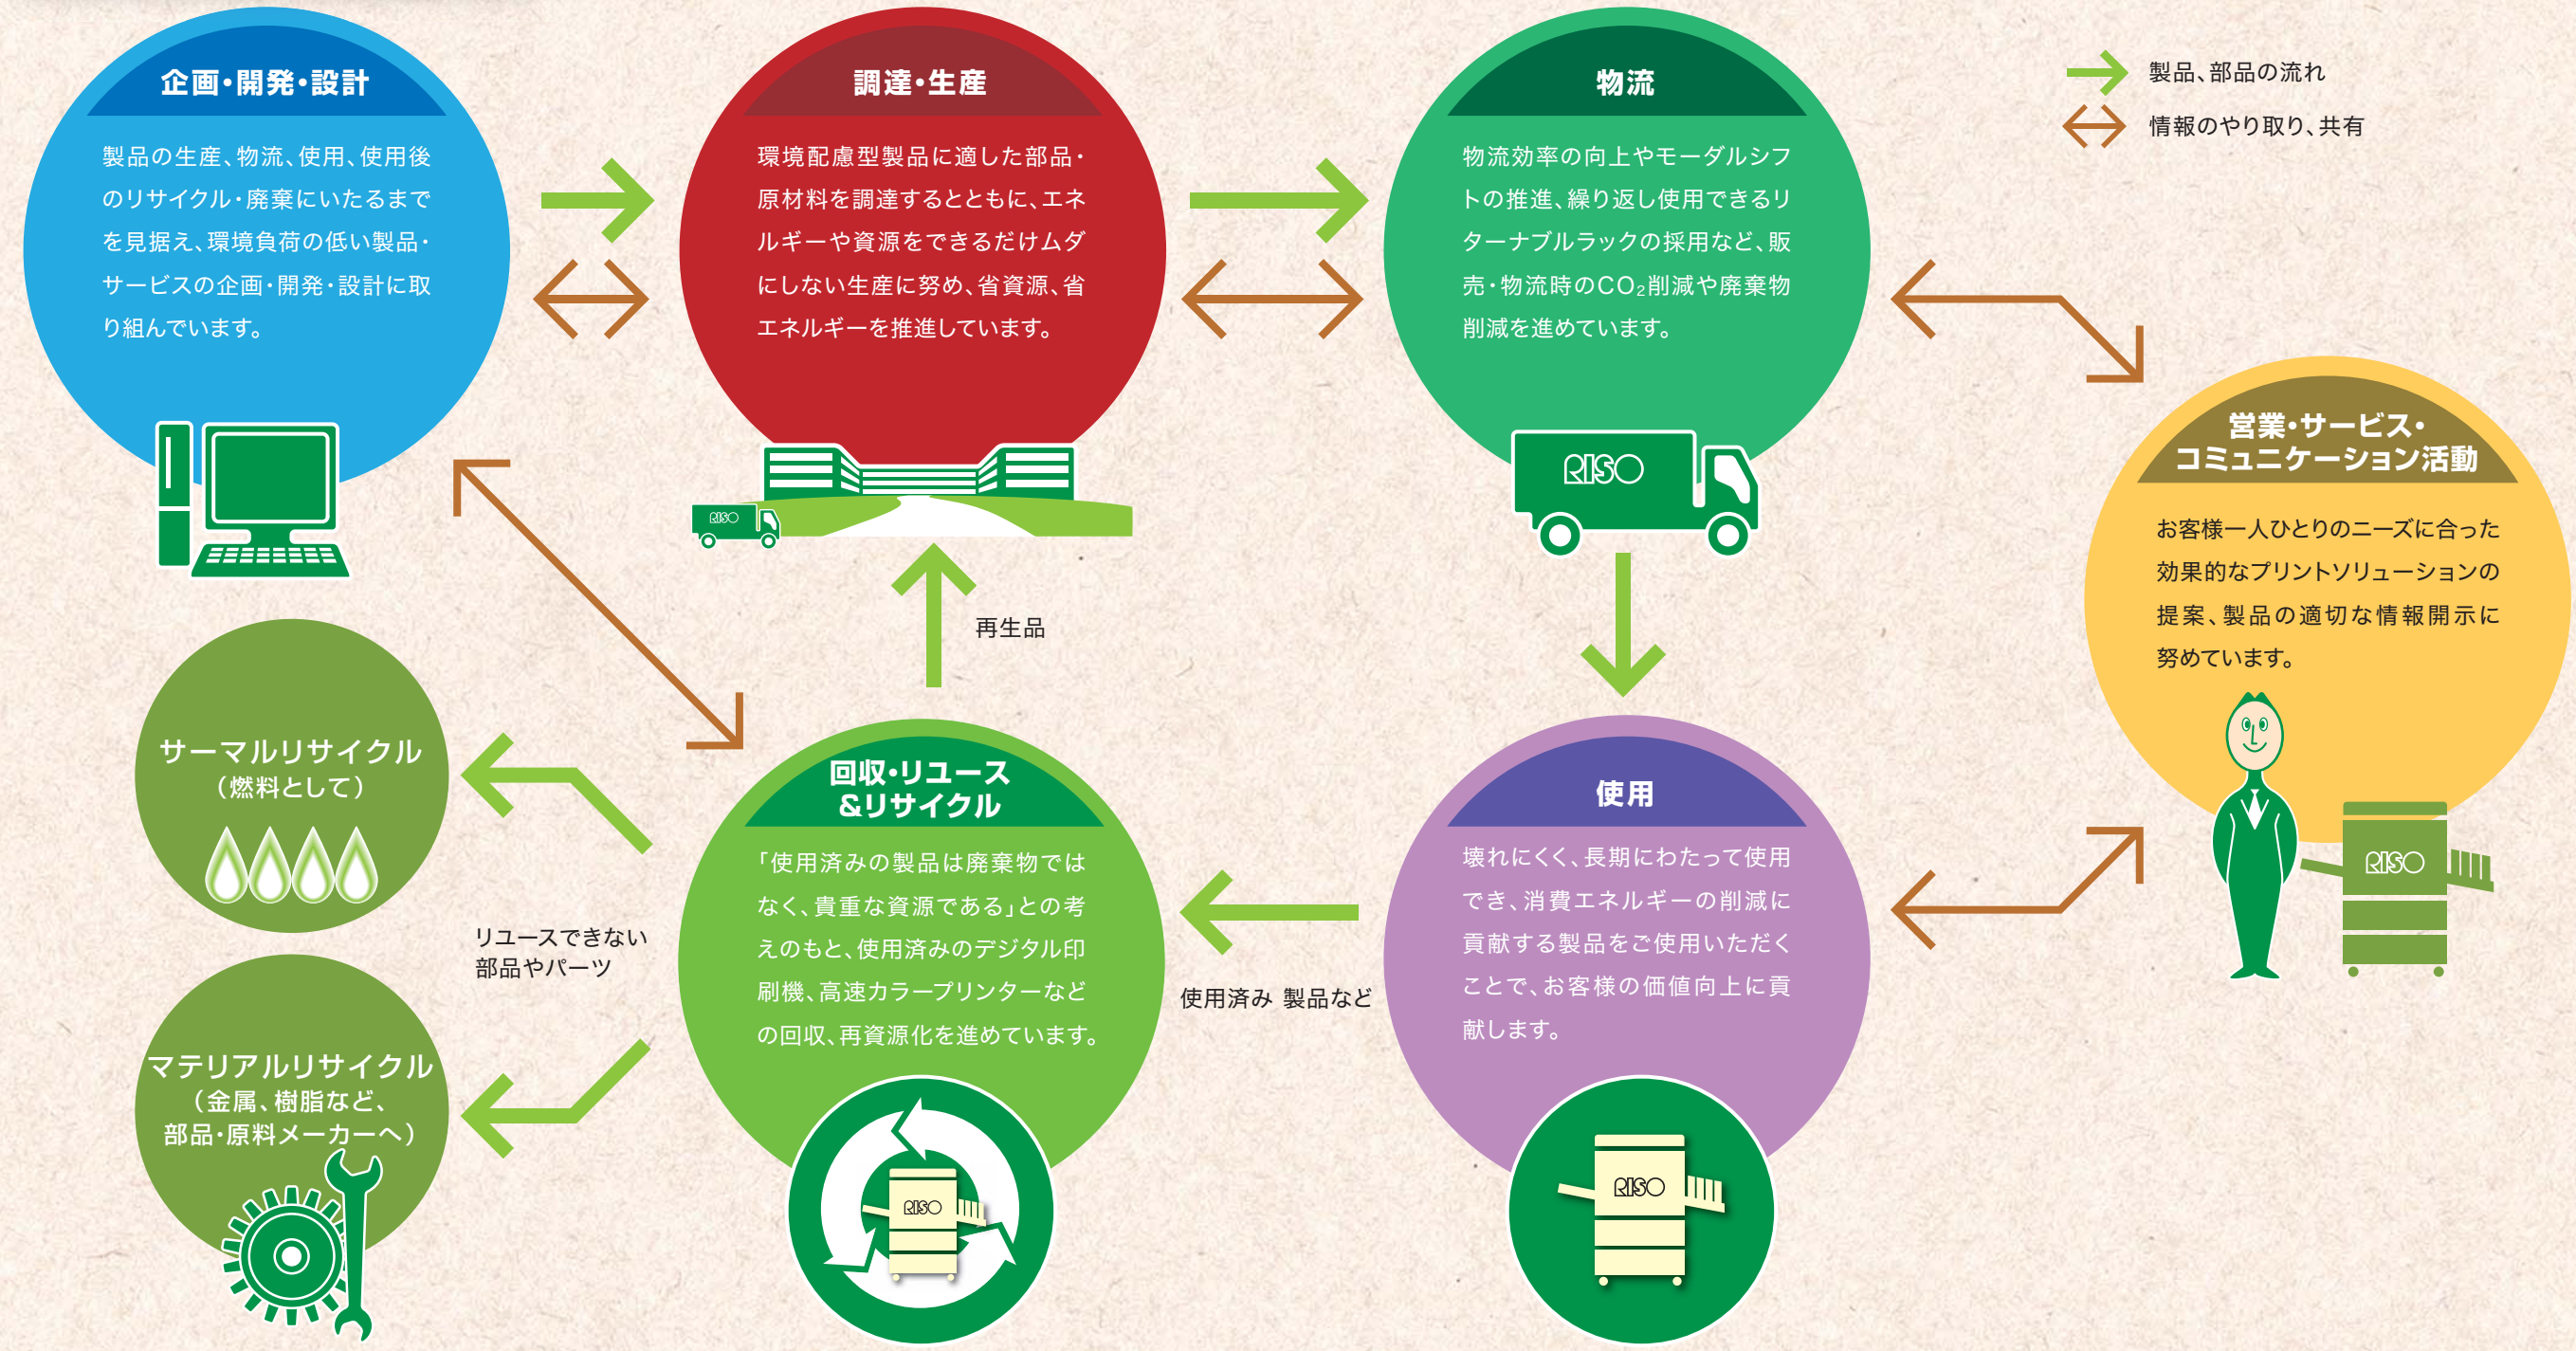 企画・開発・設計
製品の生産、物流、使用、使用後
のリサイクル・廃棄にいたるまで
を見据え、環境負荷の低い製品・
サービスの企画・開発・設計に取
り組んでいます。
調達・生産
環境配慮型製品に適した部品・
原材料を調達するとともに、エネ
ルギーや資源をできるだけムダ
にしない生産に努め、省資源、省
エネルギーを推進しています。
RISO
物流
物流効率の向上やモーダルシフ
トの推進、繰り返し使用できるリ
ターナブルラックの採用など、販
売・物流時のCO₂削減や廃棄物
削減を進めています。
RISO
製品、部品の流れ
情報のやり取り、共有
営業・サービス・
コミュニケーション活動
お客様一人ひとりのニーズに合った
効果的なプリントソリューションの
提案、製品の適切な情報開示に
努めています。
RISO
再生品
使用
壊れにくく、長期にわたって使用
でき、消費エネルギーの削減に
貢献する製品をご使用いただく
ことで、お客様の価値向上に貢
献します。
RISO
使用済み 製品など
回収・リユース
&リサイクル
「使用済みの製品は廃棄物では
なく、貴重な資源である」との考
えのもと、使用済みのデジタル印
刷機、高速カラープリンターなど
の回収、再資源化を進めています。
RISO
リユースできない
部品やパーツ
サーマルリサイクル
（燃料として）
マテリアルリサイクル
（金属、樹脂など、
部品・原料メーカーへ）